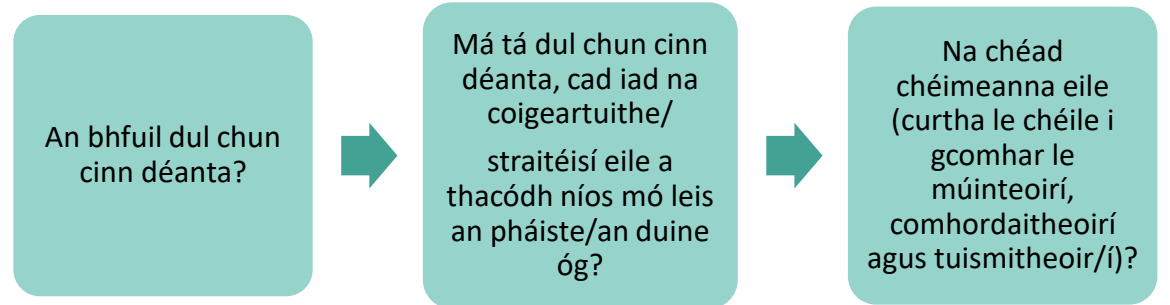 An bhfuil dul chun
cinn déanta?
Má tá dul chun cinn
déanta, cad iad na
coigeartuithe/
straitéisí eile a
thacódh níos mó leis
an pháiste/an duine
óg?
Na chéad
chéimeanna eile
(curtha le chéile i
gcomhar le
múinteoirí,
comhordaitheoirí
agus tuismitheoir/í)?